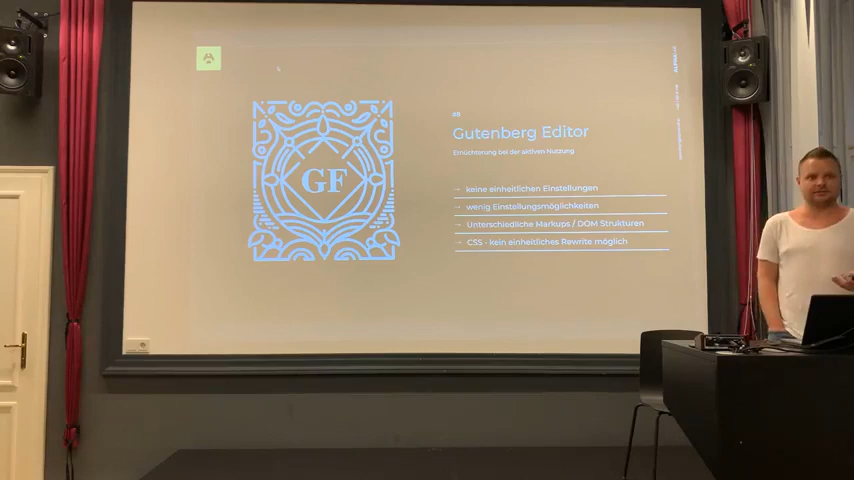 GF
Gutenberg Editor
Ernüchterung bei der aktiven Nutzung
→ keine einheitlichen Einstellungen
→ wenig Einstellungsmöglichkeiten
→ Unterschiedliche Markups / DOM Strukturen
→ CSS - kein einheitliches Rewrite möglich